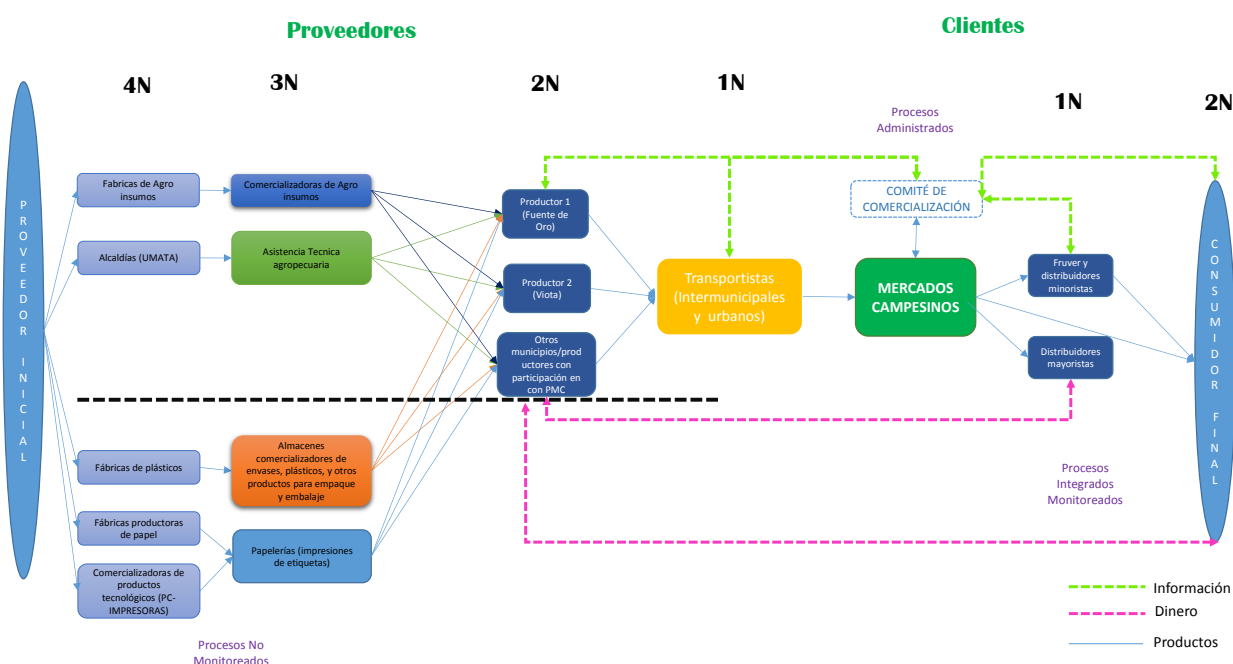 Proveedores
Clientes
4N
3N
2N
1N
1N
2N
Procesos
Administrados
P
R
O
V
E
E
D
O
R
I
N
I
C
I
A
L
Fabricas de Agro
insumos
Comercializadoras de Agro
insumos
Alcaldías (UMATA)
Asistencia Tecnica
agropecuaria
Productor 1
(Fuente de
Oro)
Productor 2
(Viota)
Otros
municipios/prod
uctores con
participación en
con PMC
Transportistas
(Intermunicipales
y urbanos)
COMITÉ DE
COMERCIALIZACIÓN
MERCADOS
CAMPESINOS
Fruver y
distribuidores
minoristas
Distribuidores
mayoristas
C
O
N
S
U
M
I
D
O
R
F
I
N
A
L
Fábricas de plásticos
Almacenes
comercializadores de
envases, plásticos, y otros
productos para empaque
y embalaje
Fábricas productoras
de papel
Papelerías (impresiones
de etiquetas)
Comercializadoras de
productos
tecnológicos (PC-
IMPRESORAS)
Procesos
Integrados
Monitoreados
Procesos No
Monitoreados
Información
Dinero
Productos